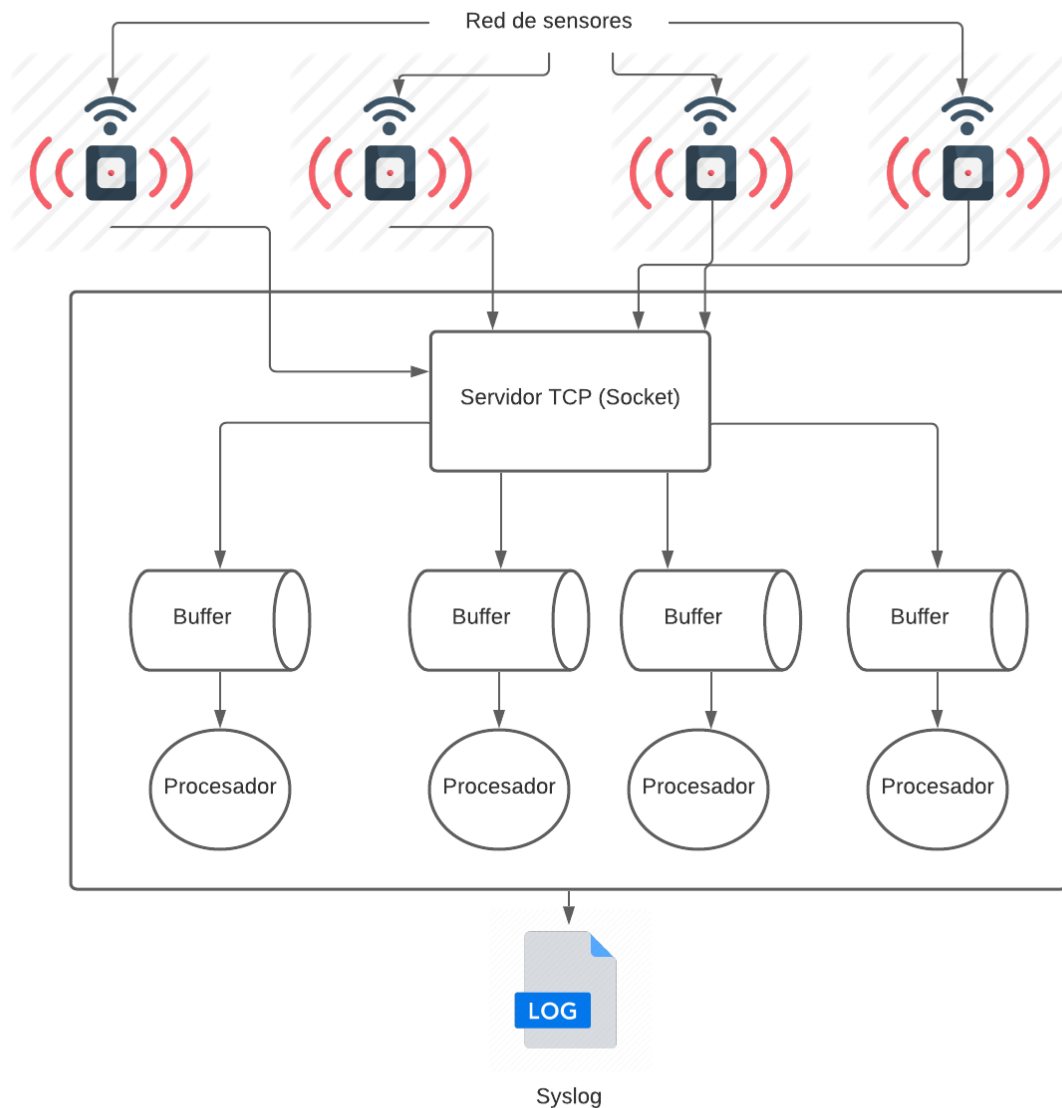 Red de sensores
Servidor TCP (Socket)
Buffer
Buffer
Buffer
Buffer
Procesador
Procesador
Procesador
Procesador
LOG
Syslog